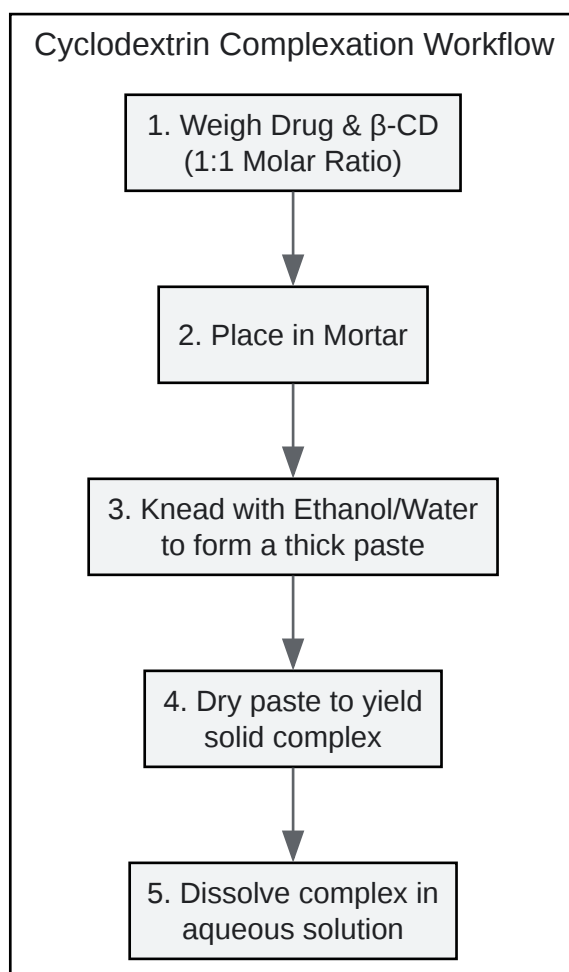 Cyclodextrin Complexation Workflow
1. Weigh Drug & β-CD
(1:1 Molar Ratio)
2. Place in Mortar
3. Knead with Ethanol/Water
to form a thick paste
4. Dry paste to yield
solid complex
5. Dissolve complex in
aqueous solution